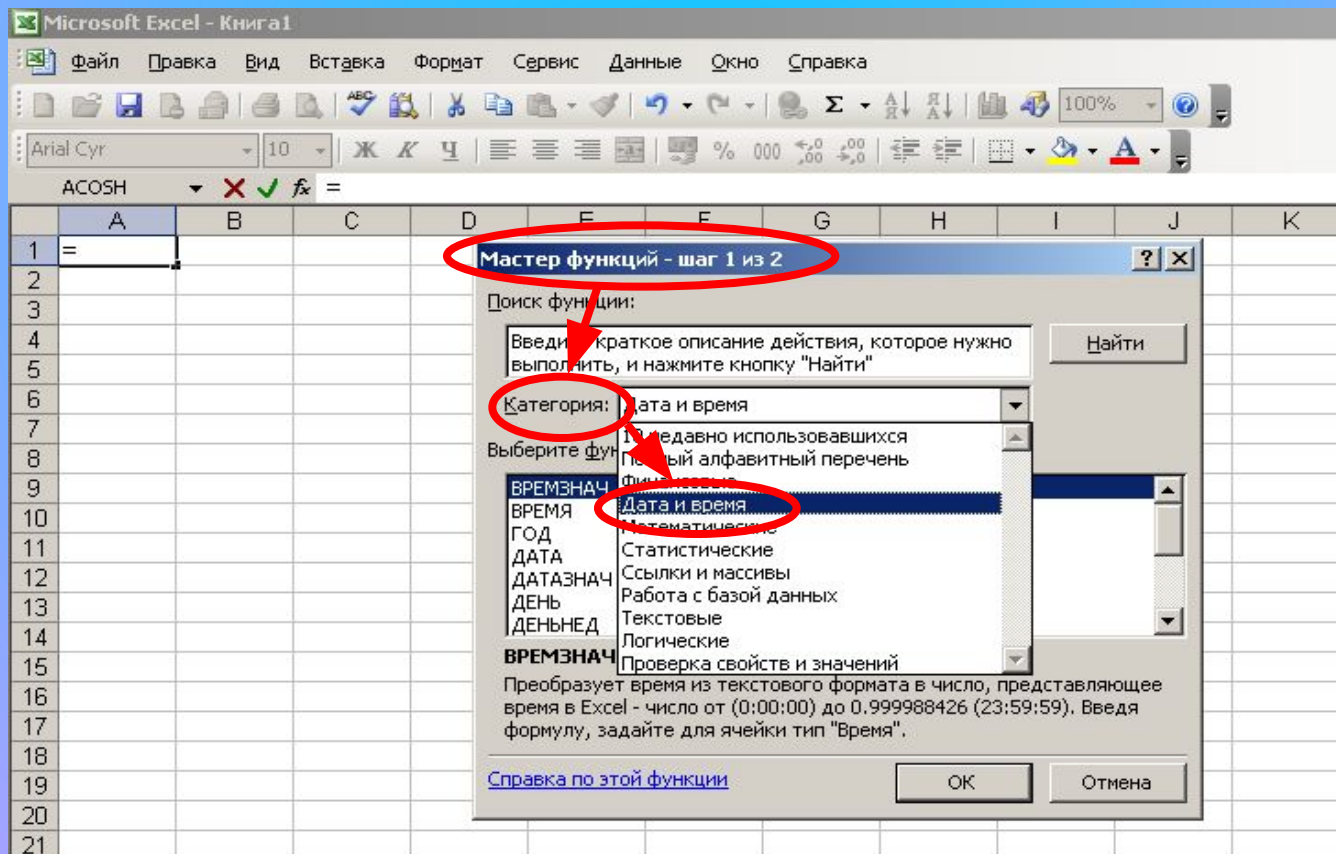 Microsoft Excel - Книга1
Файл Правка Вид Вставка Формат Сервис Данные Окно Справка
ABC Σ А Я Я А 100% ?
Arial Cyr 10 Ж К Ч % 000 ,00 ,00 А
ACOSH fx =
A B C D E F G H I J K
1 =
2
3
4
5
6
7
8
9
10
11
12
13
14
15
16
17
18
19
20
21
Мастер функций - шаг 1 из 2 ?
Поиск функции:
Введите краткое описание действия, которое нужно
выполнить, и нажмите кнопку "Найти"
Найти
Категория: Дата и время
10 недавно использовавшихся
Полный алфавитный перечень
Финансовые
Дата и время
Математические
Статистические
Ссылки и массивы
Работа с базой данных
Текстовые
Логические
Проверка свойств и значений
Выберите
ВРЕМЗНАЧ
ВРЕМЯ
ГОД
ДАТА
ДАТАЗНАЧ
ДЕНЬ
ДЕНЬНЕД
ВРЕМЗНАЧ
Преобразует время из текстового формата в число, представляющее
время в Excel - число от (0:00:00) до 0.999988426 (23:59:59). Введя
формулу, задайте для ячейки тип "Время".
Справка по этой функции
ОК
Отмена